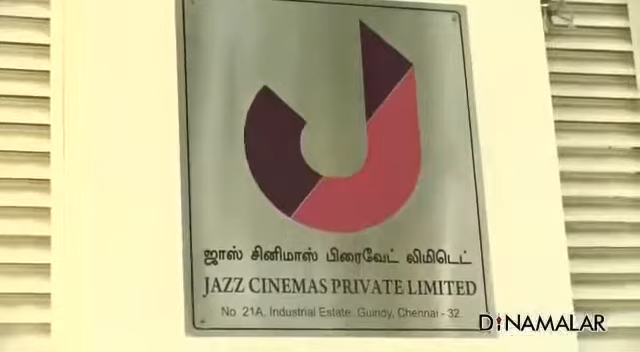 ஜாஸ் சினிமாஸ் பிரைவேட் லிமிடெட்
JAZZ CINEMAS PRIVATE LIMITED
No 21A, Industrial Estate, Guindy, Chennai - 32.
DINAMALAR